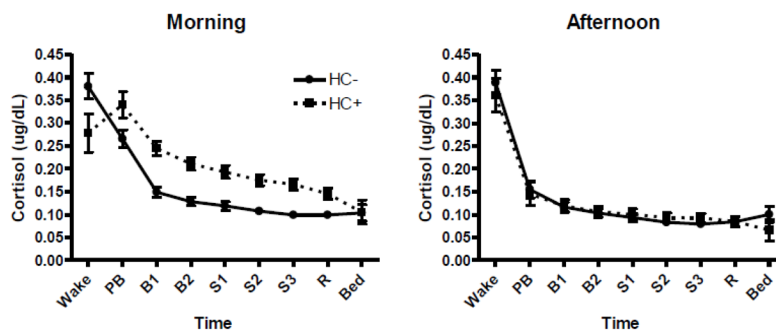 Morning
Cortisol (ug/dL)
0.45
0.40
0.35
0.30
0.25
0.20
0.15
0.10
0.05
0.00
HC-
HC+
Wake PB B1 B2 S1 S2 S3 R Bed
Time
Afternoon
Cortisol (ug/dL)
0.45
0.40
0.35
0.30
0.25
0.20
0.15
0.10
0.05
0.00
Wake PB B1 B2 S1 S2 S3 R Bed
Time